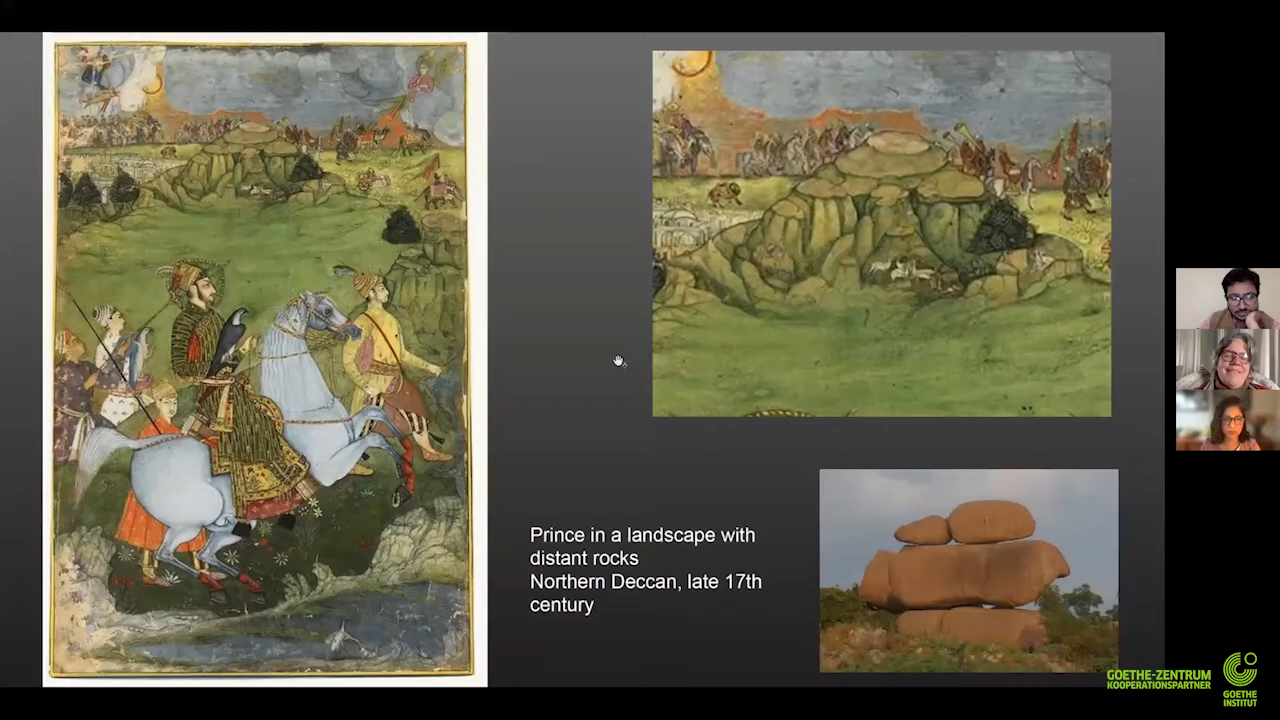 Prince in a landscape with
distant rocks
Northern Deccan, late 17th
century
GOETHE-ZENTRUM
KOOPERATIONSPARTNER
GOETHE
INSTITUT